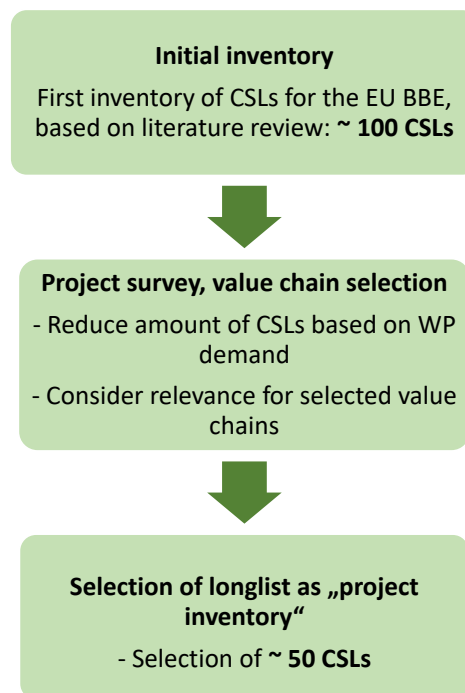 Initial inventory
First inventory of CSLs for the EU BBE,
based on literature review: ~ 100 CSLs
Project survey, value chain selection
- Reduce amount of CSLs based on WP
demand
- Consider relevance for selected value
chains
Selection of longlist as „project
inventory“
- Selection of ~ 50 CSLs